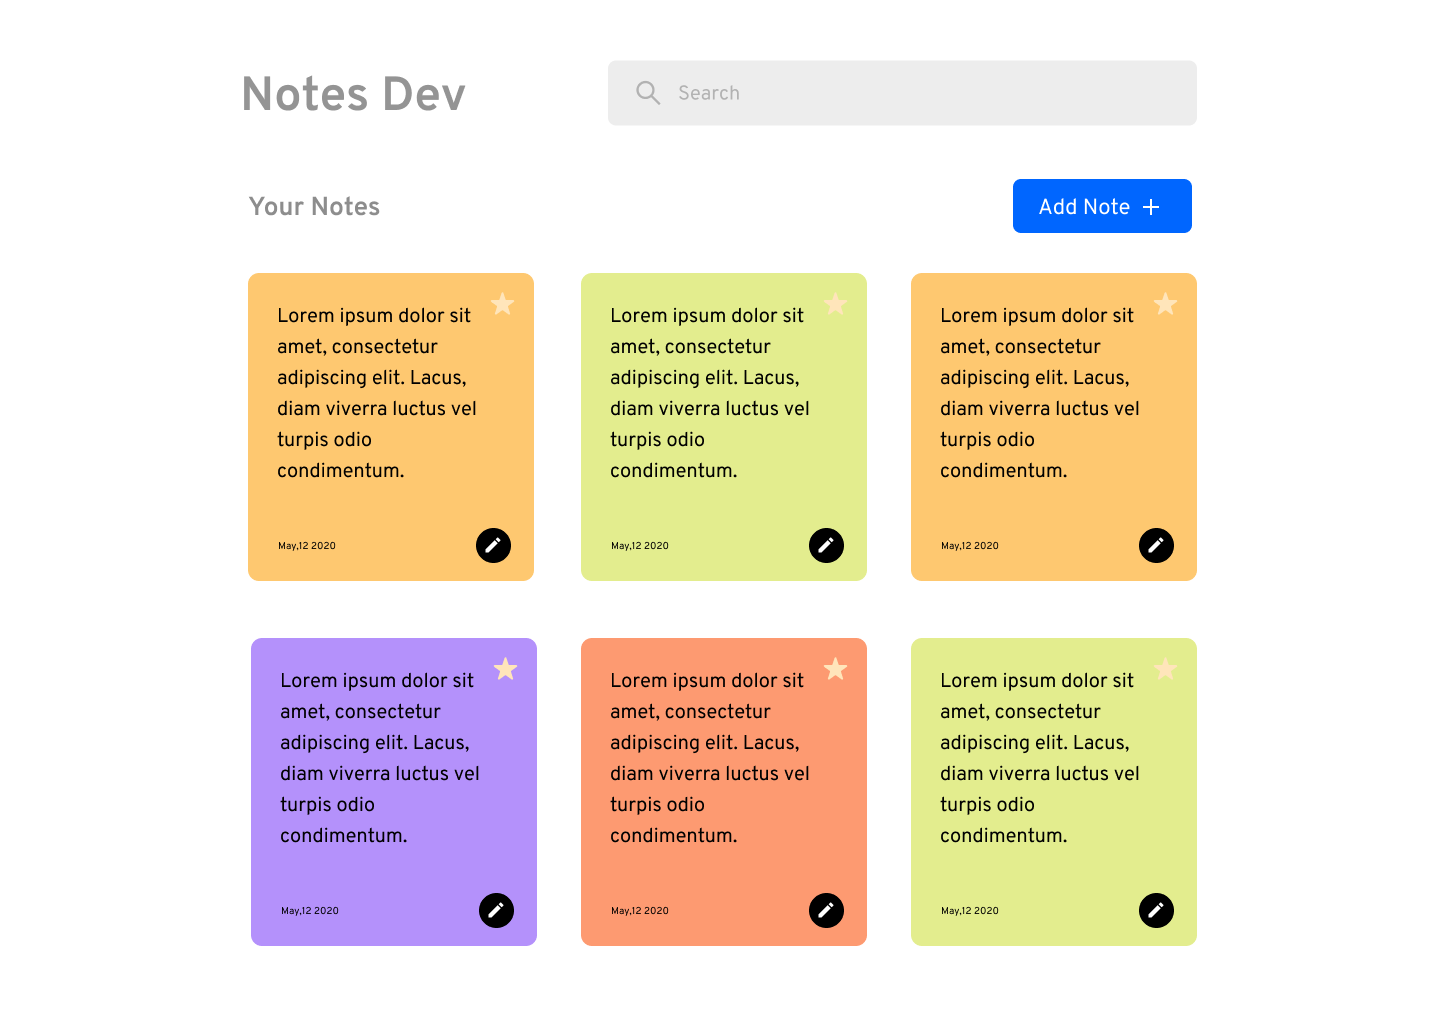 Notes Dev
Search
Your Notes
Add Note
Lorem ipsum dolor sit
amet, consectetur
adipiscing elit. Lacus,
diam viverra luctus vel
turpis odio
condimentum.
May,12 2020
Lorem ipsum dolor sit
amet, consectetur
adipiscing elit. Lacus,
diam viverra luctus vel
turpis odio
condimentum.
May,12 2020
Lorem ipsum dolor sit
amet, consectetur
adipiscing elit. Lacus,
diam viverra luctus vel
turpis odio
condimentum.
May,12 2020
Lorem ipsum dolor sit
amet, consectetur
adipiscing elit. Lacus,
diam viverra luctus vel
turpis odio
condimentum.
May,12 2020
Lorem ipsum dolor sit
amet, consectetur
adipiscing elit. Lacus,
diam viverra luctus vel
turpis odio
condimentum.
May,12 2020
Lorem ipsum dolor sit
amet, consectetur
adipiscing elit. Lacus,
diam viverra luctus vel
turpis odio
condimentum.
May,12 2020